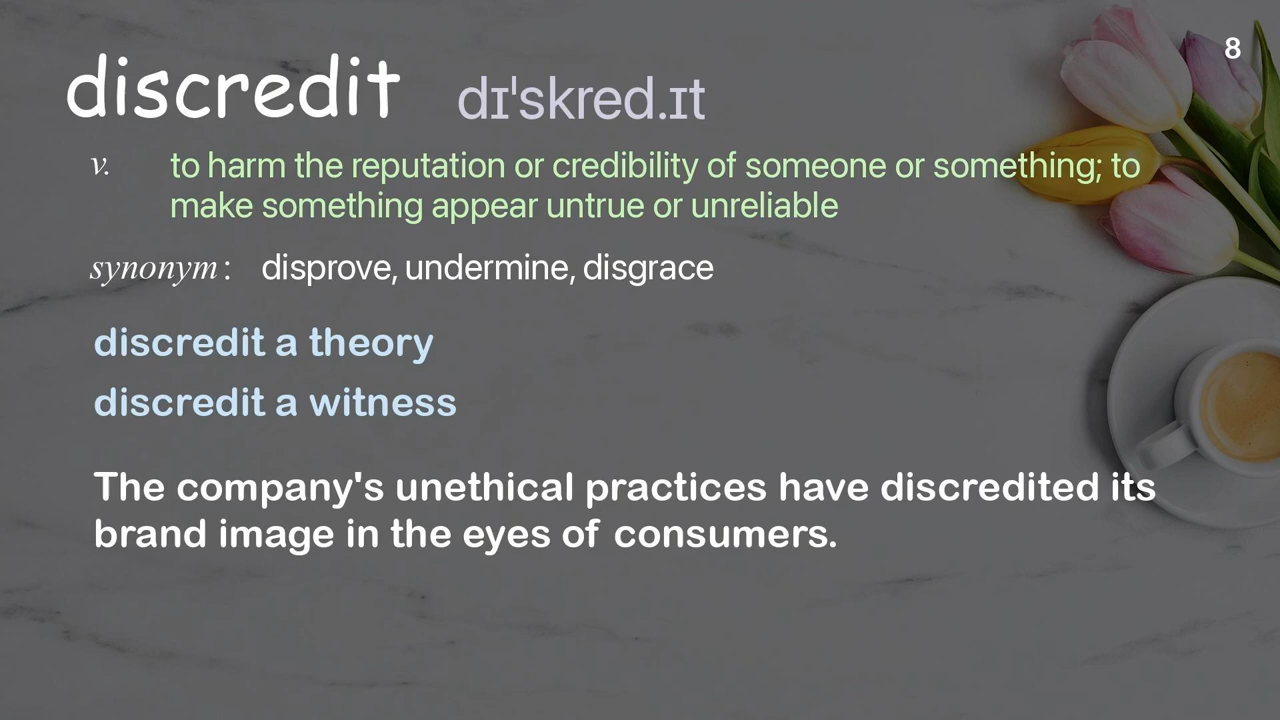 8
discredit dɪˈskred.ɪt
v. to harm the reputation or credibility of someone or something; to
make something appear untrue or unreliable
synonym: disprove, undermine, disgrace
discredit a theory
discredit a witness
The company's unethical practices have discredited its
brand image in the eyes of consumers.